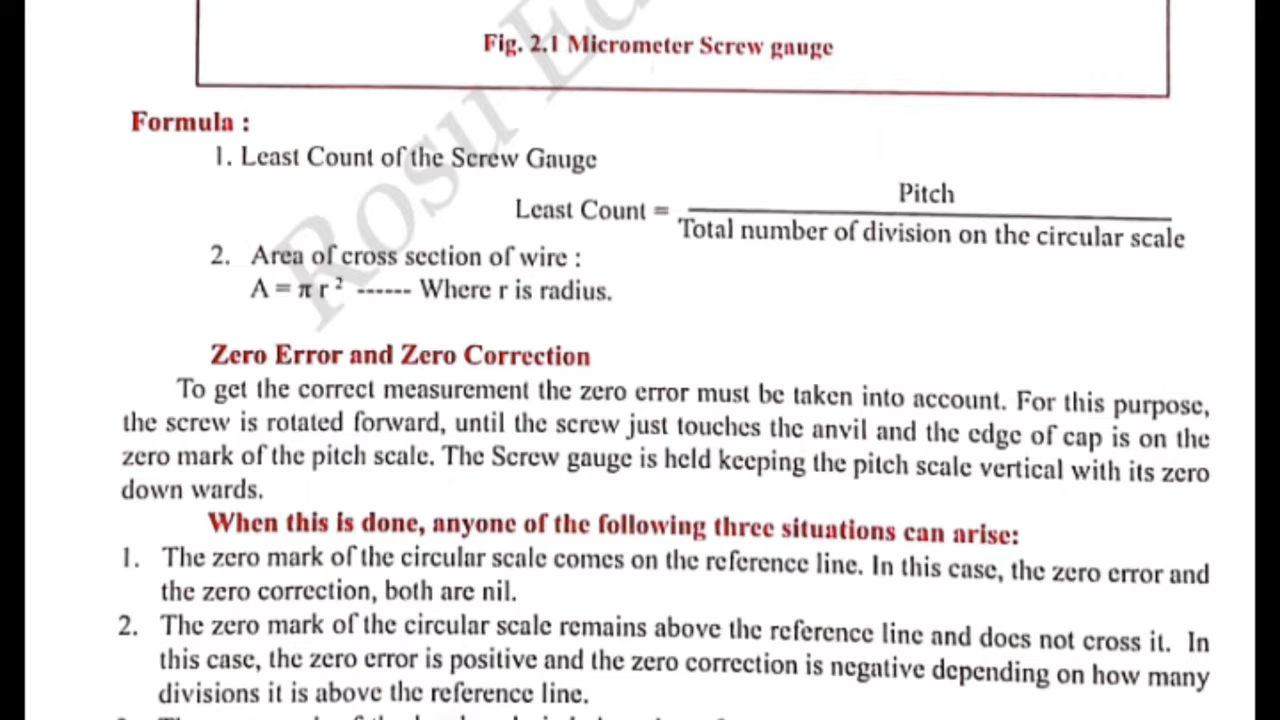 Fig. 2.1 Micrometer Screw gauge
Formula :
1. Least Count of the Screw Gauge
Least Count = Pitch
Total number of division on the circular scale
2. Area of cross section of wire :
A = π r ² ------ Where r is radius.
Zero Error and Zero Correction
To get the correct measurement the zero error must be taken into account. For this purpose,
the screw is rotated forward, until the screw just touches the anvil and the edge of cap is on the
zero mark of the pitch scale. The Screw gauge is held keeping the pitch scale vertical with its zero
down wards.
When this is done, anyone of the following three situations can arise:
1. The zero mark of the circular scale comes on the reference line. In this case, the zero error and
the zero correction, both are nil.
2. The zero mark of the circular scale remains above the reference line and does not cross it. In
this case, the zero error is positive and the zero correction is negative depending on how many
divisions it is above the reference line.
Rosu